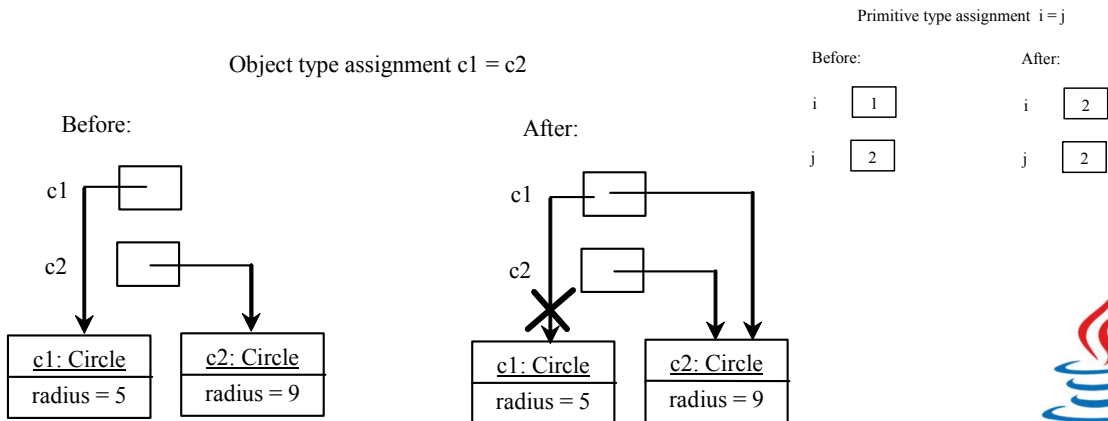 Primitive type assignment i = j
Object type assignment c1 = c2
Before:
After:
i 1
i 2
j 2
j 2
Before:
After:
c1
c1
c2
c2
c1: Circle
radius = 5
c2: Circle
radius = 9
c1: Circle
radius = 5
c2: Circle
radius = 9